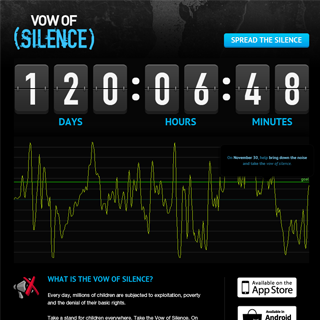 VOW OF
(SILENCE)
SPREAD THE SILENCE
120:06:48
DAYS HOURS MINUTES
On November 30, help bring down the noise
and take the vow of silence
WHAT IS THE VOW OF SILENCE?
Every day, millions of children are subjected to exploitation, poverty
and the denial of their basic rights.
Take a stand for children everywhere. Take the Vow of Silence. On
Available on the
App Store
Available in
Android